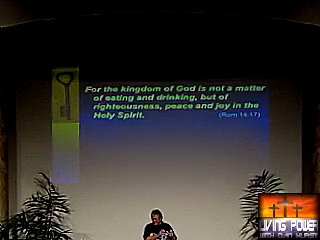 For the kingdom of God is not a matter
of eating and drinking, but of
righteousness, peace and joy in the
Holy Spirit. (Rom 14:17)
LIVING POWER